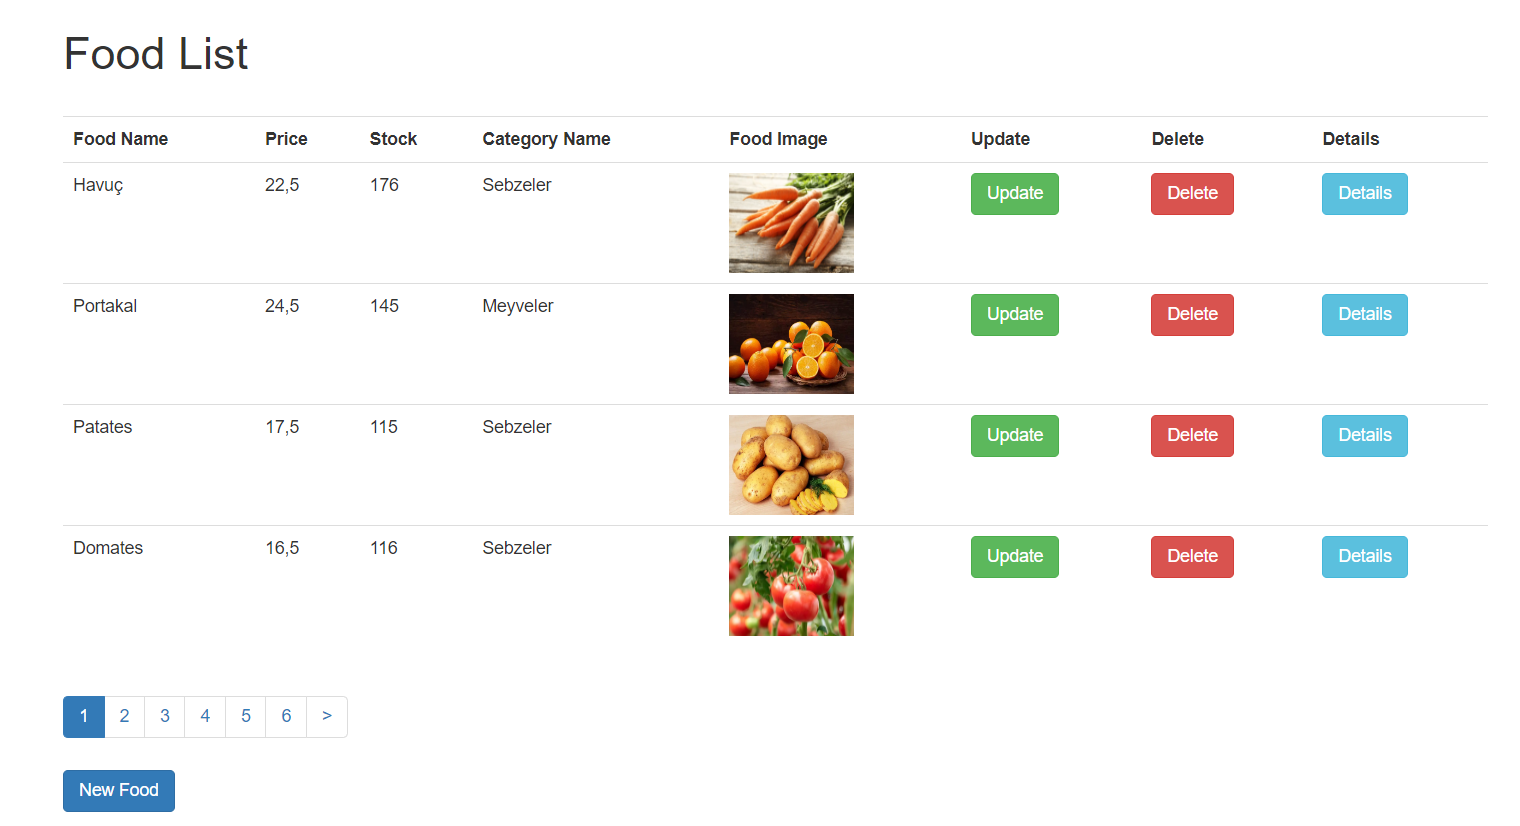 Food List
Food Name Price Stock Category Name Food Image Update Delete Details
Havuç 22,5 176 Sebzeler Update Delete Details
Portakal 24,5 145 Meyveler Update Delete Details
Patates 17,5 115 Sebzeler Update Delete Details
Domates 16,5 116 Sebzeler Update Delete Details
1 2 3 4 5 6 >
New Food